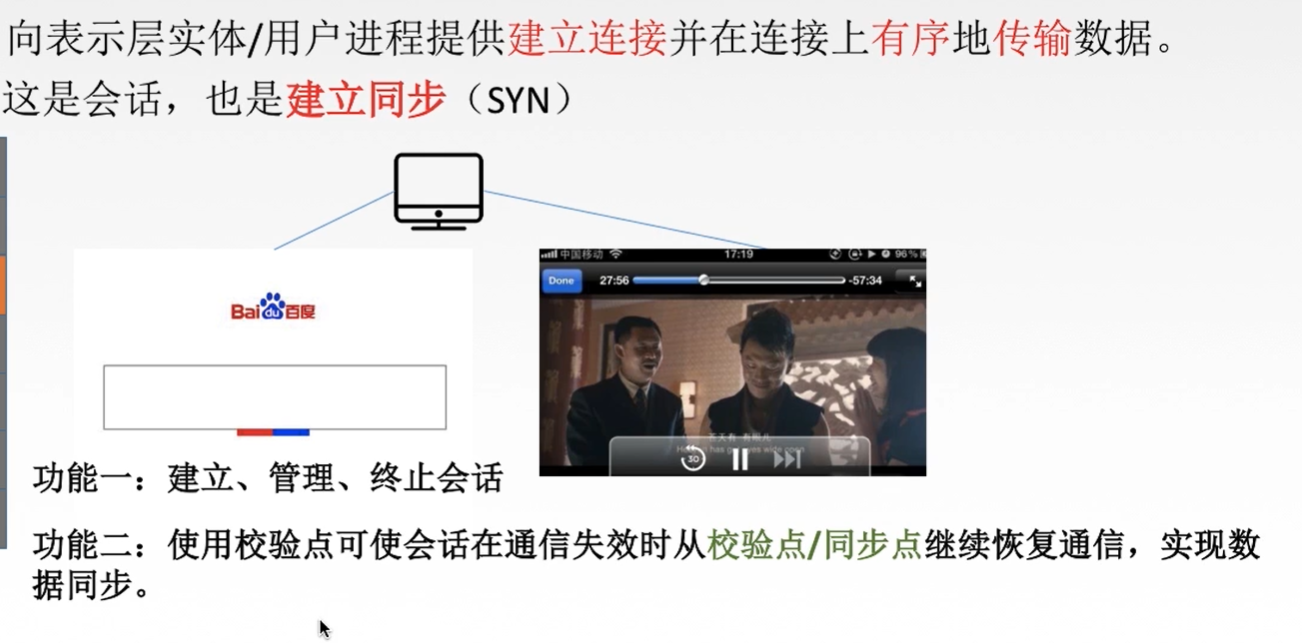 向表示层实体/用户进程提供建立连接并在连接上有序地传输数据。
这是会话，也是建立同步（SYN）
中国移动 17:19 96%
Done 27:56 -57:34
Bai du 百度
30
功能一：建立、管理、终止会话
功能二：使用校验点可使会话在通信失效时从校验点/同步点继续恢复通信，实现数
据同步。